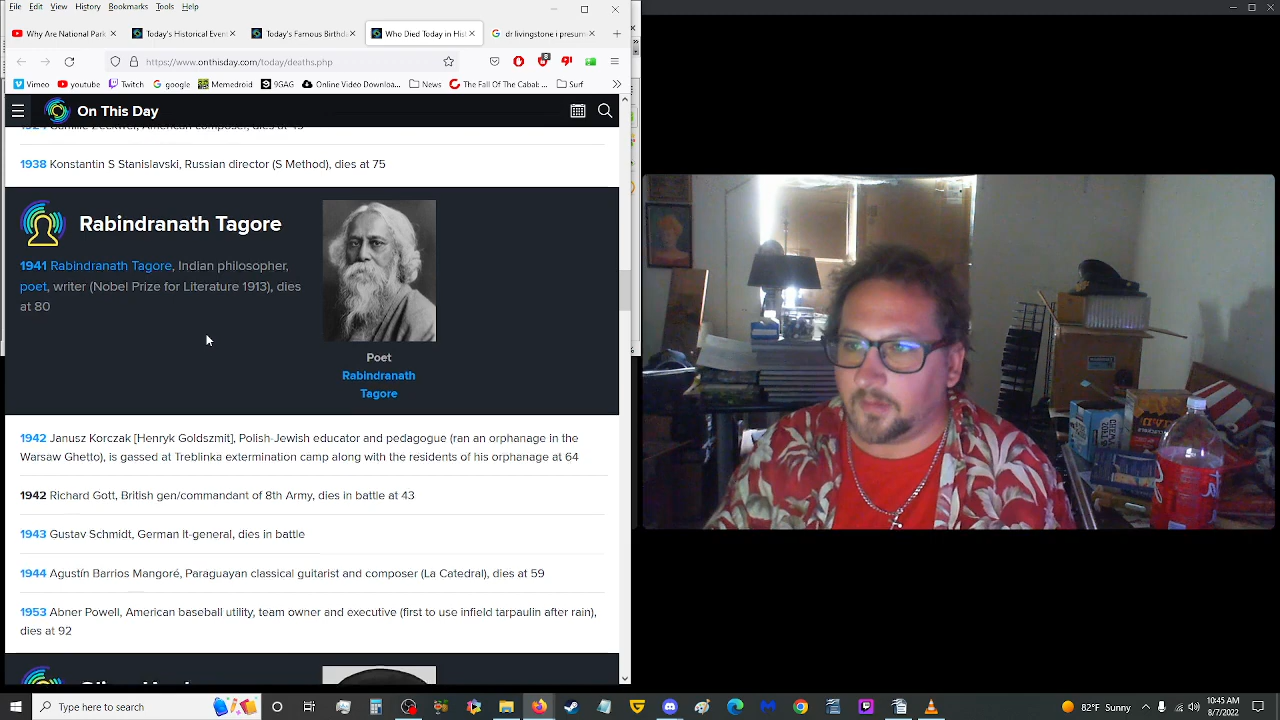 File Edit View History Bookmarks Tools Help
Why Are National Park
Today's Historical Even
Today's Famous Birthda
Who Died Today in His
dr livingstone i presum
https://www.onthisday.com/today/deaths.php
Vimeo youtube Twitch google Memedroid 9GAG Online Video Downloa... News The Fall Of The Cabal -... Surf
On This Day
1938 Konstantin S Stanislavski, Russian director (S Method), dies at 75
Rabindranath Tagore
1941 Rabindranath Tagore, Indian philosopher,
poet, writer (Nobel Prize for Literature 1913), dies
at 80
Poet
Rabindranath
Tagore
1942 Janusz Korczak [Henryk Goldszmit], Polish-Jewish educator and pedagogue (ran an orphanage in the
Warsaw Ghetto), is gassed at Treblinka extermination camp along with the residents of his orphanage at 64
1942 Richard Gott, British gen/commandant of 8th Army, dies in battle at 43
1943 Gustav Schmidt, German lt-general, dies in battle
1944 Agustín Barrios Mangoré, Paraguayan classical guitarist and composer (La Catedral), dies at 59
1953 Abner Powell, American baseball utility, team owner and executive (first to use infield tarpaulin after rain),
dies at 92
Type here to search
82°F Sunny
10:45 AM
8/7/2022